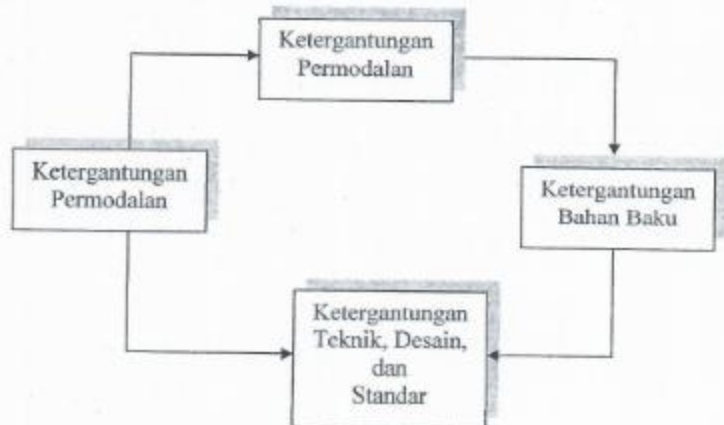 Ketergantungan
Permodalan
Ketergantungan
Permodalan
Ketergantungan
Bahan Baku
Ketergantungan
Teknik, Desain,
dan
Standar